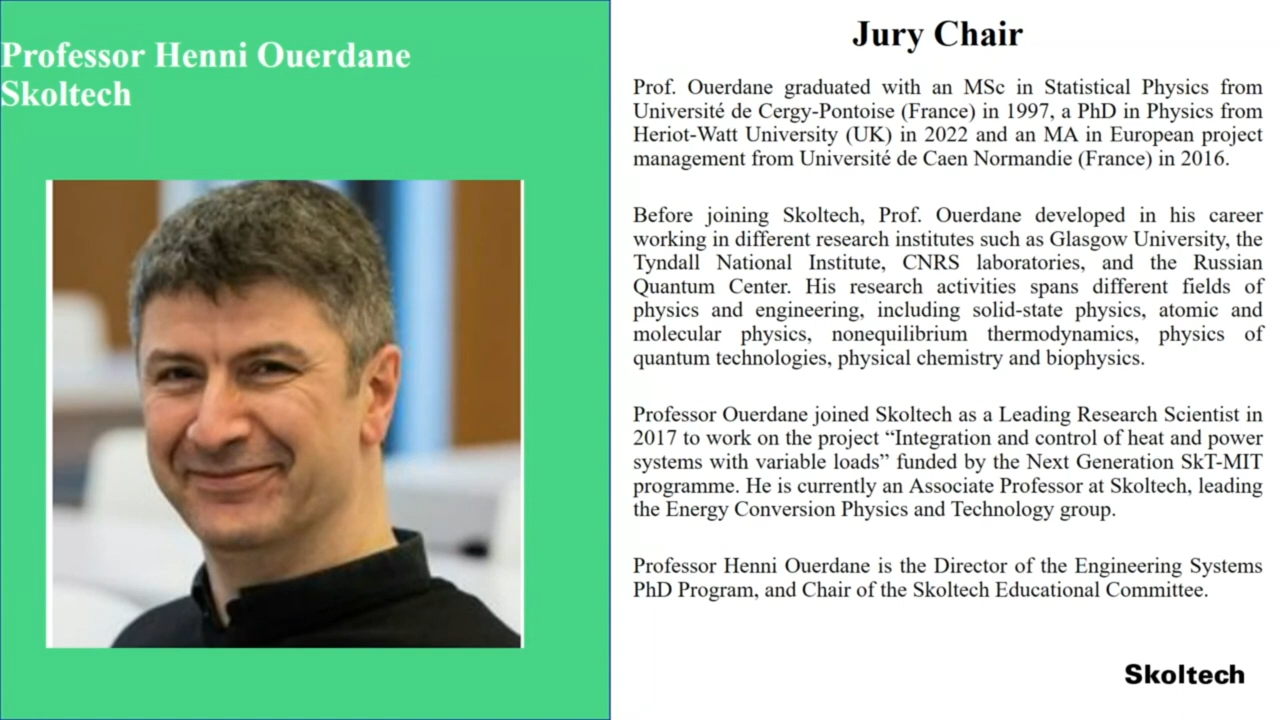 Professor Henni Ouerdane
Skoltech
Jury Chair
Prof. Ouerdane graduated with an MSc in Statistical Physics from
Université de Cergy-Pontoise (France) in 1997, a PhD in Physics from
Heriot-Watt University (UK) in 2022 and an MA in European project
management from Université de Caen Normandie (France) in 2016.
Before joining Skoltech, Prof. Ouerdane developed in his career
working in different research institutes such as Glasgow University, the
Tyndall National Institute, CNRS laboratories, and the Russian
Quantum Center. His research activities spans different fields of
physics and engineering, including solid-state physics, atomic and
molecular physics, nonequilibrium thermodynamics, physics of
quantum technologies, physical chemistry and biophysics.
Professor Ouerdane joined Skoltech as a Leading Research Scientist in
2017 to work on the project “Integration and control of heat and power
systems with variable loads” funded by the Next Generation SkT-MIT
programme. He is currently an Associate Professor at Skoltech, leading
the Energy Conversion Physics and Technology group.
Professor Henni Ouerdane is the Director of the Engineering Systems
PhD Program, and Chair of the Skoltech Educational Committee.
Skoltech